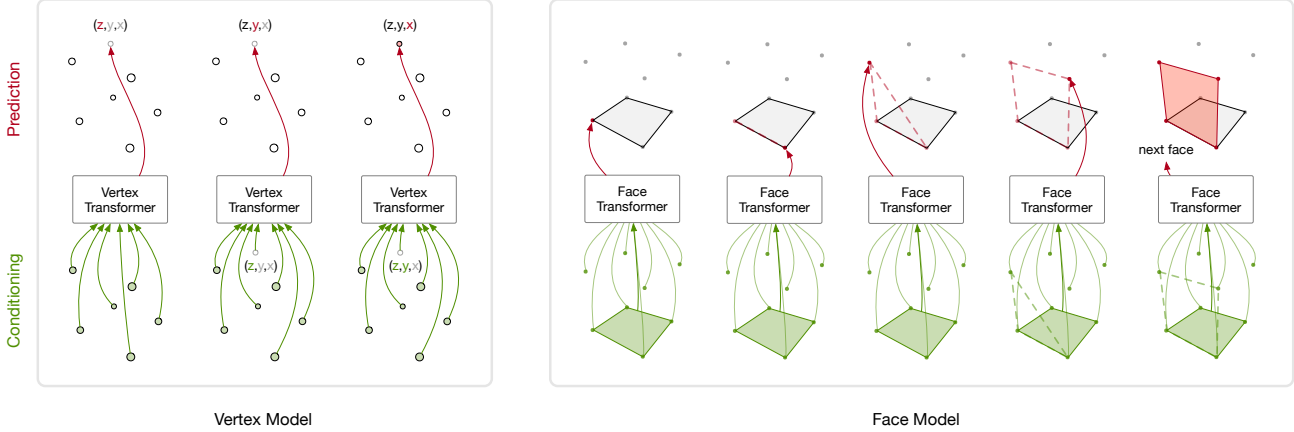 (z,y,x)
(z,y,x)
(z,y,x)
Prediction
next face
Vertex
Transformer
Vertex
Transformer
Vertex
Transformer
Face
Transformer
Face
Transformer
Face
Transformer
Face
Transformer
Face
Transformer
Conditioning
(z,y,x)
(z,y,x)
Vertex Model
Face Model